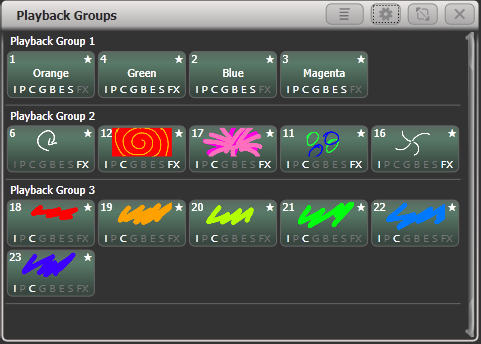 Playback Groups
Playback Group 1
1 4 2 3
Orange Green Blue Magenta
I P C G B E S FX I P C G B E S FX I P C G B E S FX I P C G B E S FX
Playback Group 2
6 12 17 11 16
I P C G B E S FX I P C G B E S FX I P C G B E S FX I P C G B E S FX I P C G B E S FX
Playback Group 3
18 19 20 21 22
I P C G B E S FX I P C G B E S FX I P C G B E S FX I P C G B E S FX I P C G B E S FX
23
I P C G B E S FX